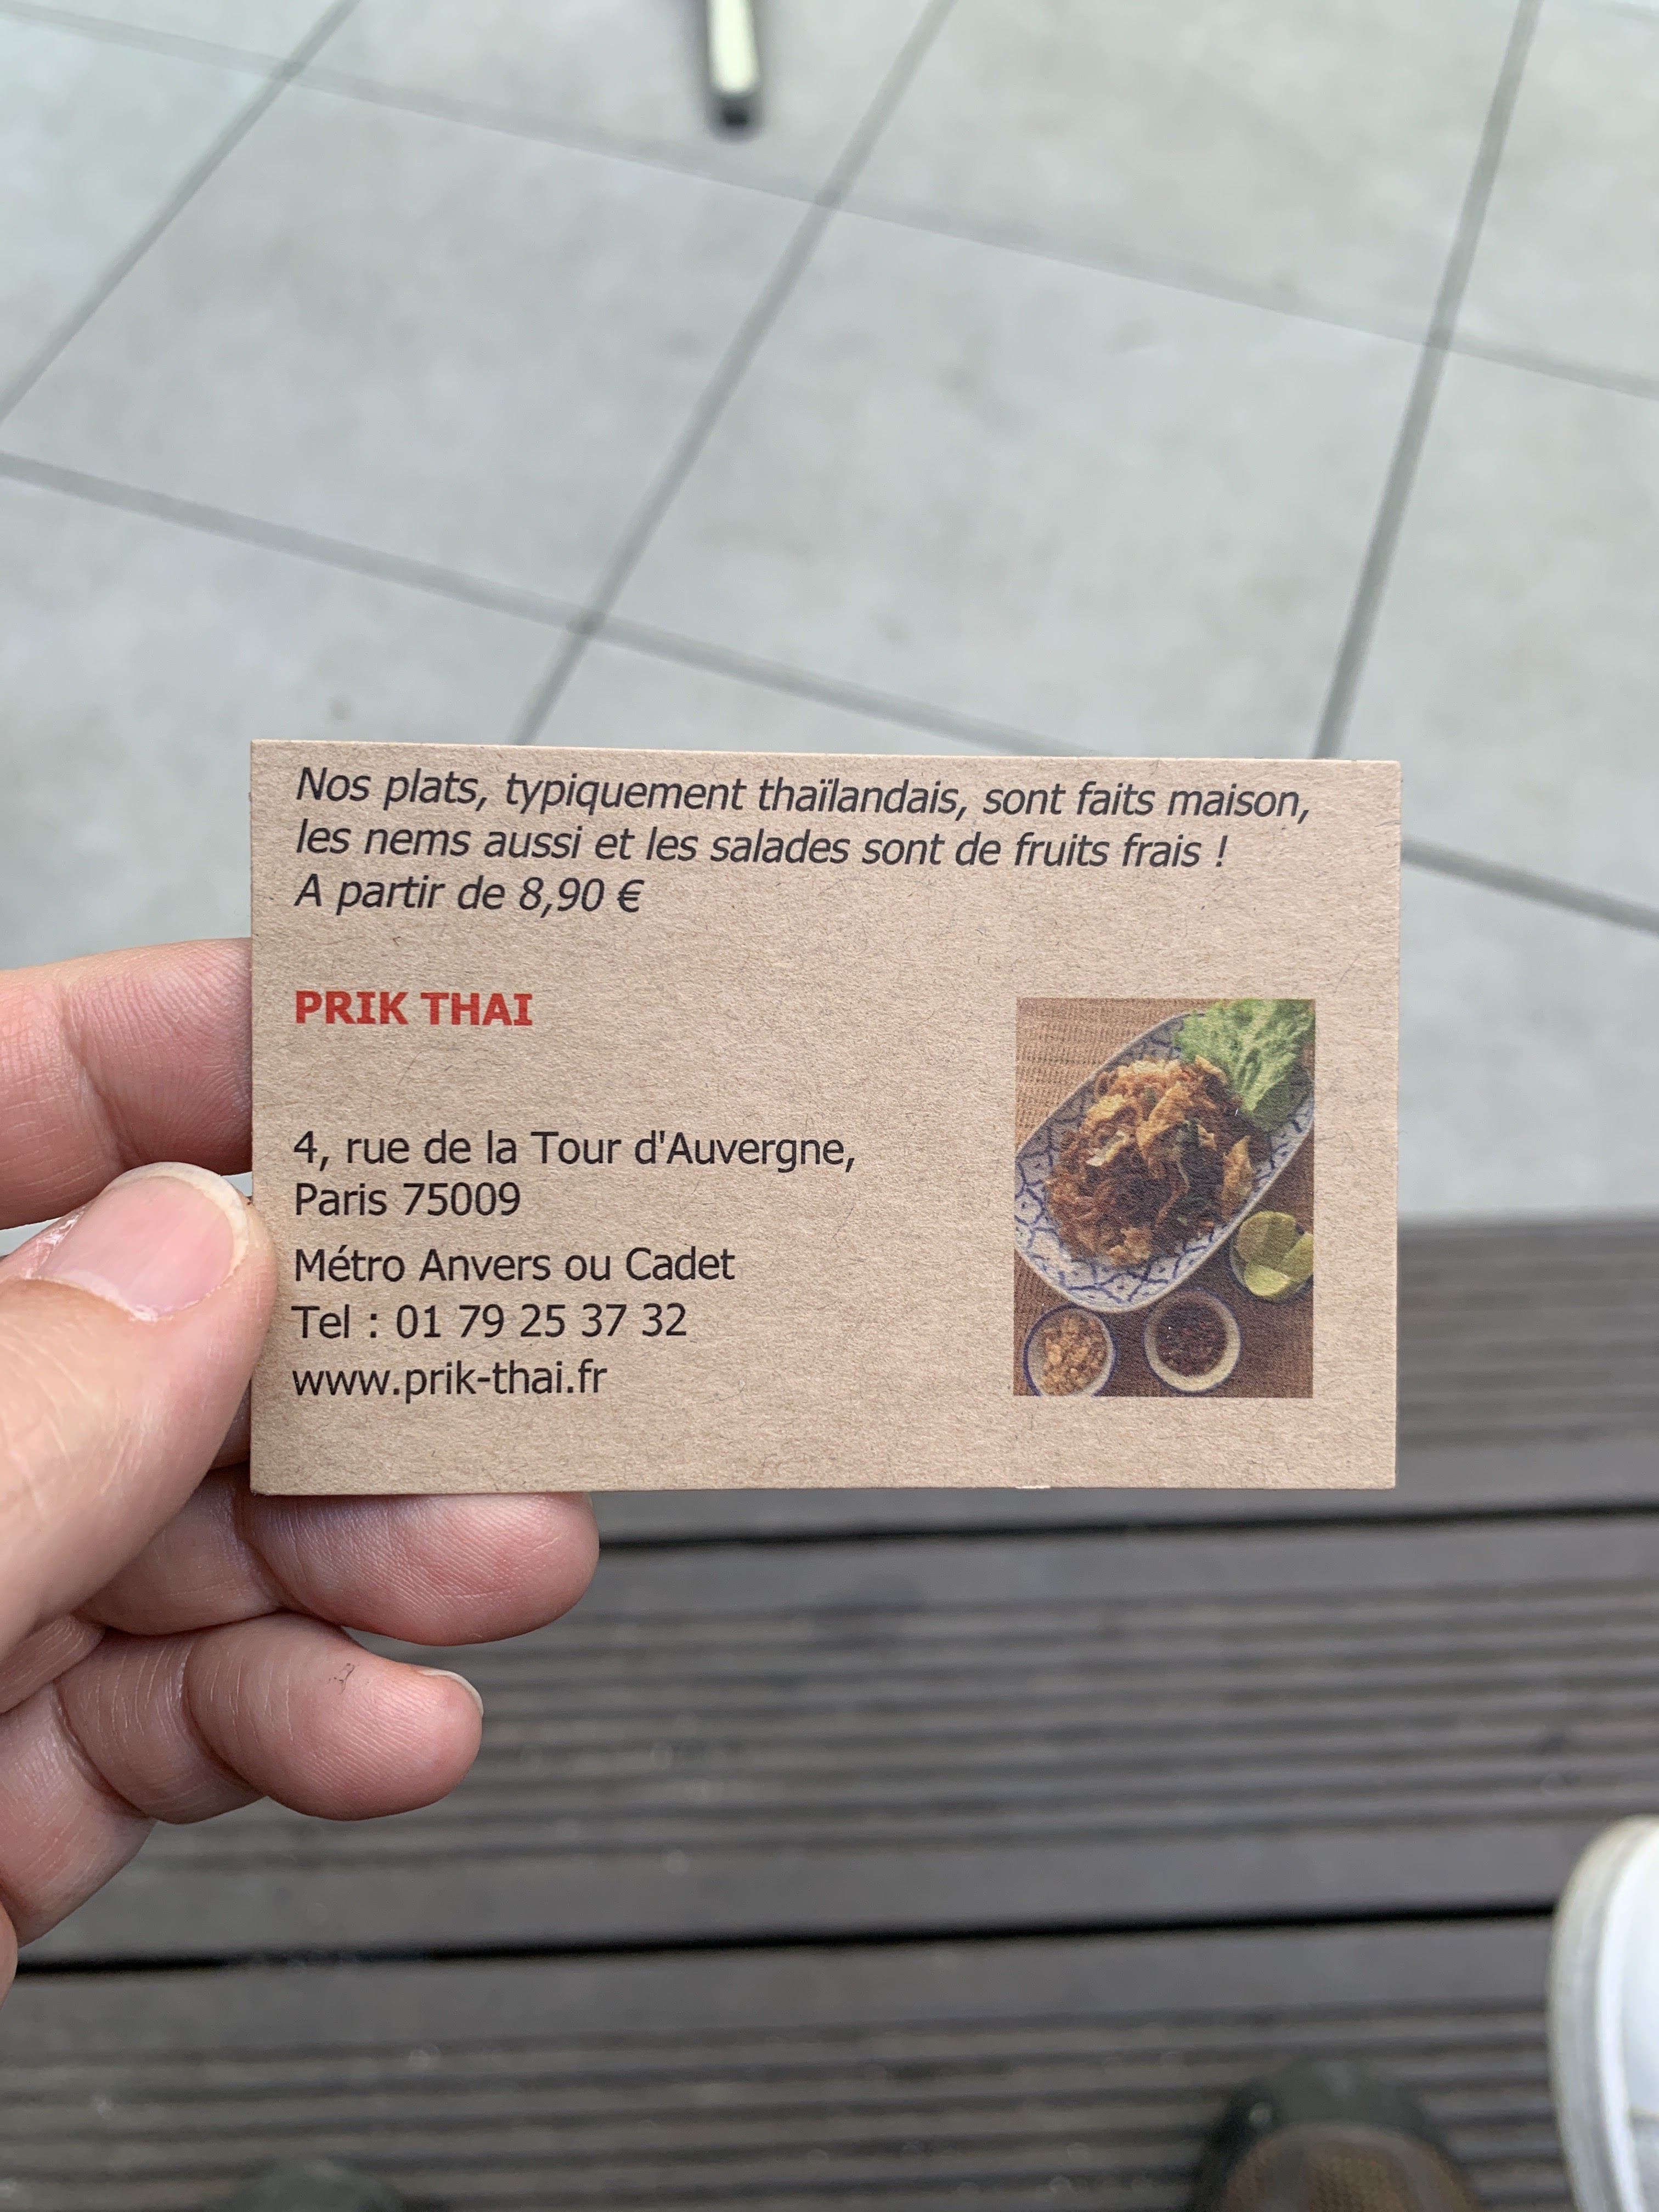 Nos plats, typiquement thaïlandais, sont faits maison,
les nems aussi et les salades sont de fruits frais !
A partir de 8,90 €
PRIK THAI
4, rue de la Tour d'Auvergne,
Paris 75009
Métro Anvers ou Cadet
Tel : 01 79 25 37 32
www.prik-thai.fr